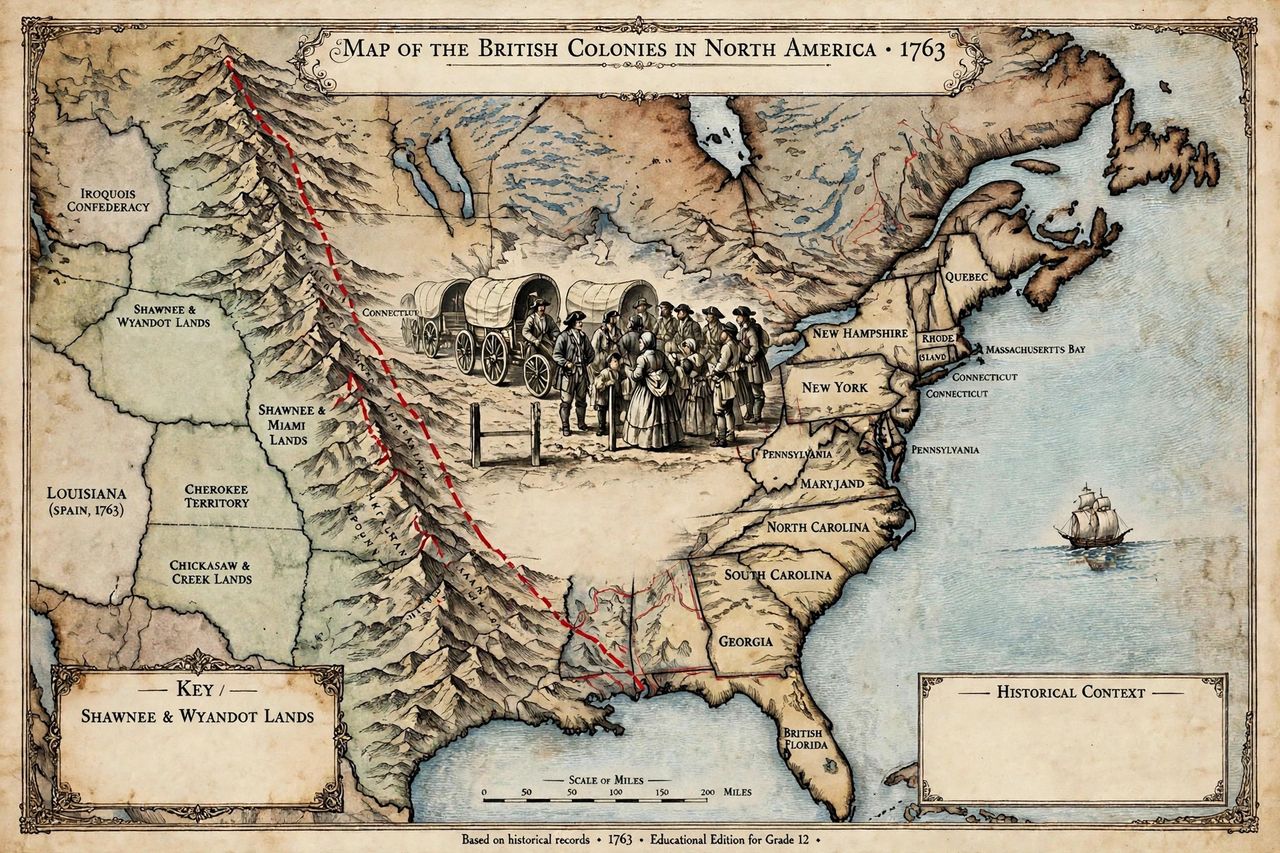 Map of the British Colonies in North America • 1763
Iroquois
Confederacy
Shawnee &
Wyandot Lands
Shawnee &
Miami
Lands
Louisiana
(Spain, 1763)
Cherokee
Territory
Chickasaw &
Creek Lands
Quebec
New Hampshire
Rhode
Island
Massachusertts Bay
New York
Connecticut
Connecticut
Pennsylvania
Pennsylvania
Mary,and
North Carolina
South Carolina
Georgia
British
Florida
Key /
Shawnee & Wyandot Lands
Historical Context
Scale of Miles
0 50 50 100 150 200 Miles
Based on historical records • 1763 • Educational Edition for Grade 12 •